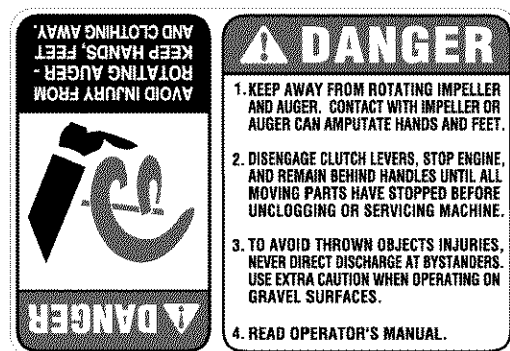 DANGER
AVOID INJURY FROM
ROTATING AUGER -
KEEP HANDS, FEET
AND CLOTHING AWAY.
DANGER
1. KEEP AWAY FROM ROTATING IMPELLER
AND AUGER. CONTACT WITH IMPELLER OR
AUGER CAN AMPUTATE HANDS AND FEET.
2. DISENGAGE CLUTCH LEVERS, STOP ENGINE,
AND REMAIN BEHIND HANDLES UNTIL ALL
MOVING PARTS HAVE STOPPED BEFORE
UNCLOGGING OR SERVICING MACHINE.
3. TO AVOID THROWN OBJECTS INJURIES,
NEVER DIRECT DISCHARGE AT BYSTANDERS.
USE EXTRA CAUTION WHEN OPERATING ON
GRAVEL SURFACES.
4. READ OPERATOR'S MANUAL.